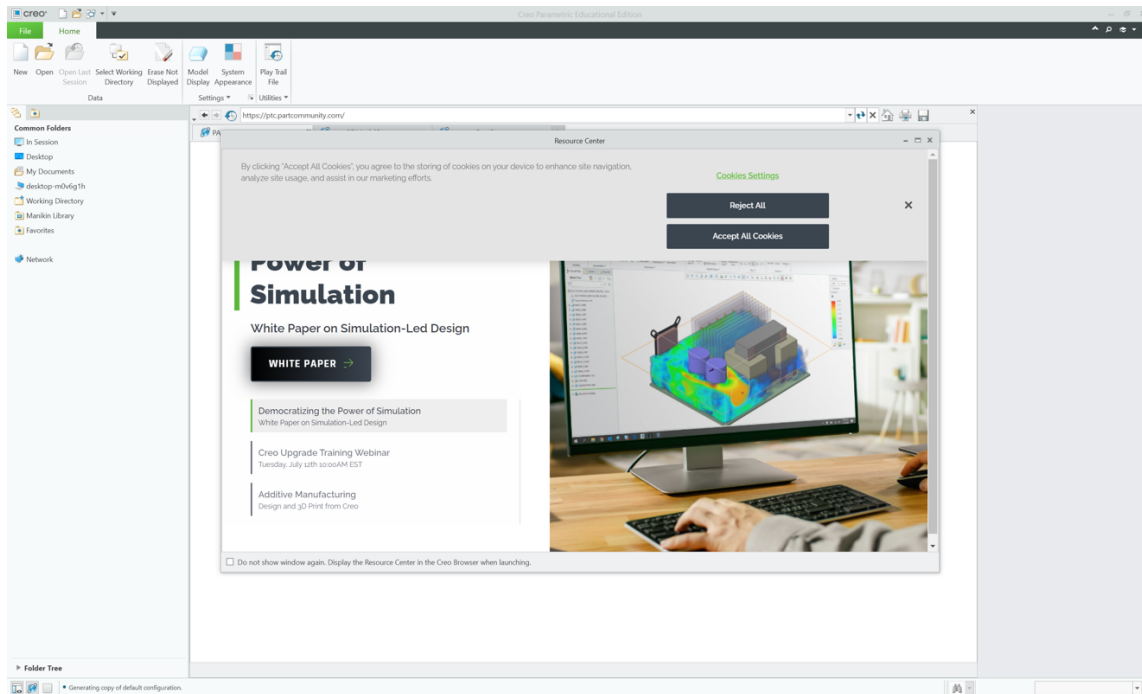 creo
Creo Parametric Educational Edition
File
Home
New
Open
Open Last Session
Select Working Directory
Erase Not Displayed
Model Display
System Appearance
Play Trail File
Data
Settings
Utilities
https://ptc.partcommunity.com/
Common Folders
In Session
Desktop
My Documents
desktop-m0v6g1h
Working Directory
Manikin Library
Favorites
Network
PA
Resource Center
By clicking "Accept All Cookies", you agree to the storing of cookies on your device to enhance site navigation,
analyze site usage, and assist in our marketing efforts.
Cookies Settings
Reject All
Accept All Cookies
Power of
Simulation
White Paper on Simulation-Led Design
WHITE PAPER
Democratizing the Power of Simulation
White Paper on Simulation-Led Design
Creo Upgrade Training Webinar
Tuesday, July 12th 10:00AM EST
Additive Manufacturing
Design and 3D Print from Creo
Do not show window again. Display the Resource Center in the Creo Browser when launching.
Folder Tree
Generating copy of default configuration.